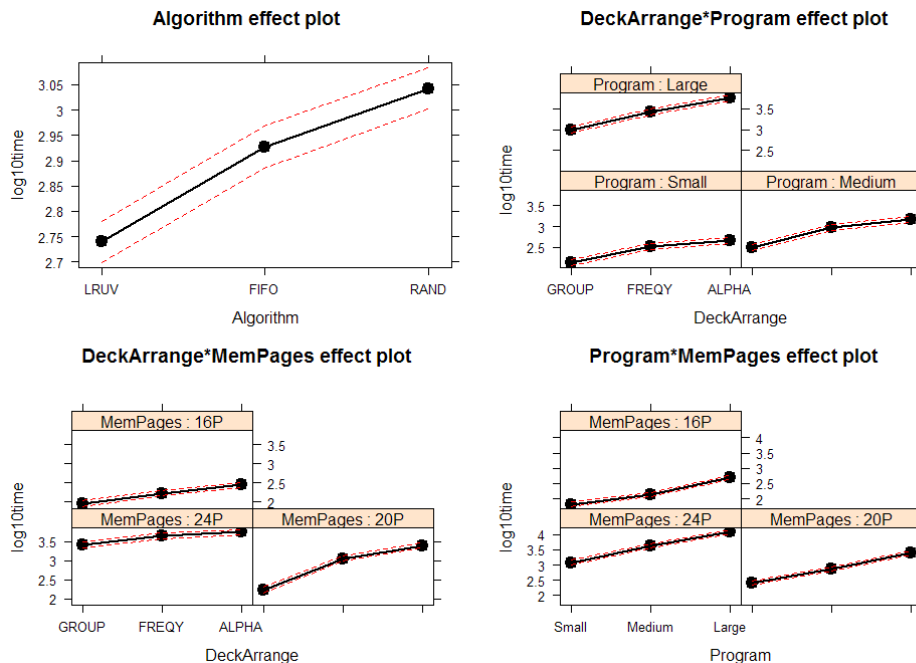 Algorithm effect plot
log10time
3.05
3
2.95
2.9
2.85
2.8
2.75
2.7
LRUV FIFO RAND
Algorithm
DeckArrange*Program effect plot
log10time
Program : Large
3.5
3
2.5
Program : Small
Program : Medium
3.5
3
2.5
GROUP FREQY ALPHA
DeckArrange
DeckArrange*MemPages effect plot
log10time
MemPages : 16P
3.5
3
2.5
2
MemPages : 24P
MemPages : 20P
3.5
3
2.5
2
GROUP FREQY ALPHA
DeckArrange
Program*MemPages effect plot
log10time
MemPages : 16P
4
3.5
3
2.5
2
MemPages : 24P
MemPages : 20P
4
3.5
3
2.5
2
Small Medium Large
Program